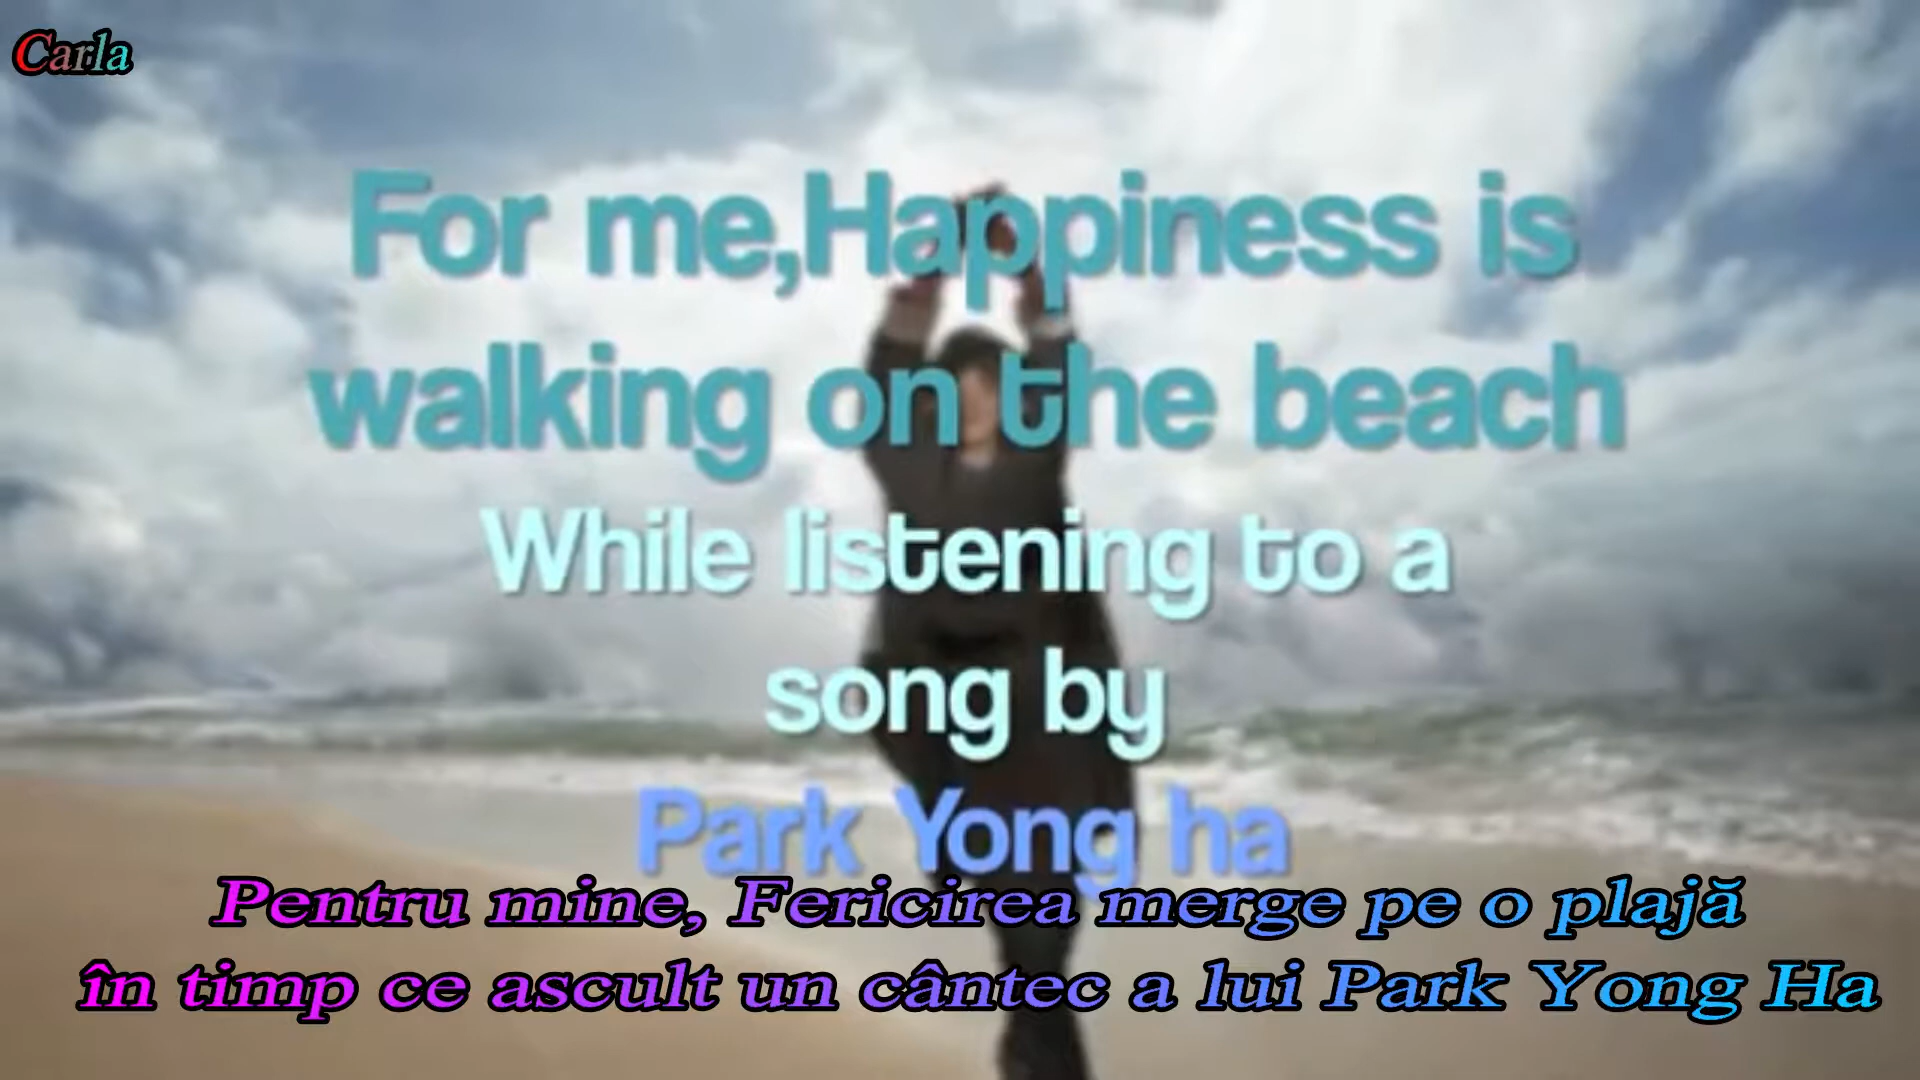 Carla
For me,Happiness is
walking on the beach
While listening to a
song by
Park Yong ha
Pentru mine, Fericirea merge pe o plajă
în timp ce ascult un cântec a lui Park Yong Ha